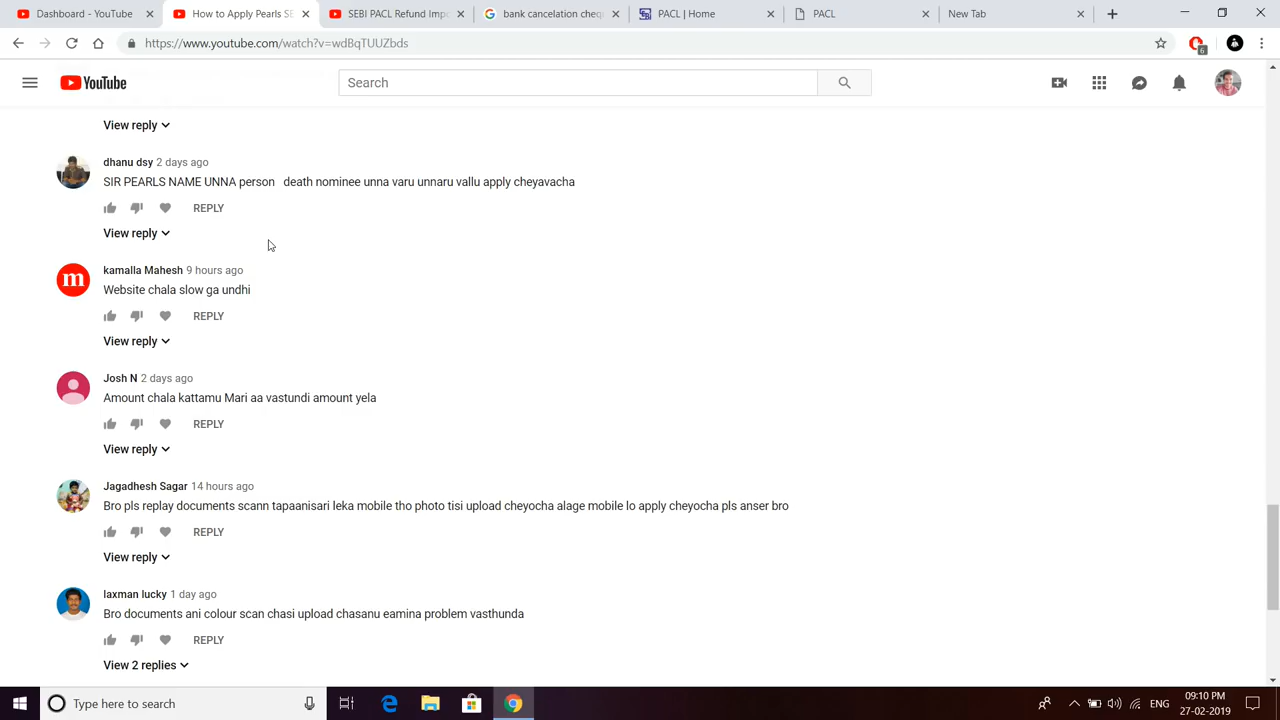 Dashboard - YouTube
How to Apply Pearls SE
SEBI PACL Refund Impo
bank cancelation chequ
PACL | Home
PACL
New Tab
https://www.youtube.com/watch?v=wdBqTUUZbds
6
YouTube
Search
View reply
dhanu dsy 2 days ago
SIR PEARLS NAME UNNA person death nominee unna varu unnaru vallu apply cheyavacha
REPLY
View reply
m
kamalla Mahesh 9 hours ago
Website chala slow ga undhi
REPLY
View reply
Josh N 2 days ago
Amount chala kattamu Mari aa vastundi amount yela
REPLY
View reply
Jagadhesh Sagar 14 hours ago
Bro pls replay documents scann tapaanisari leka mobile tho photo tisi upload cheyocha alage mobile lo apply cheyocha pls anser bro
REPLY
View reply
laxman lucky 1 day ago
Bro documents ani colour scan chasi upload chasanu eamina problem vasthunda
REPLY
View 2 replies
Type here to search
ENG
09:10 PM
27-02-2019